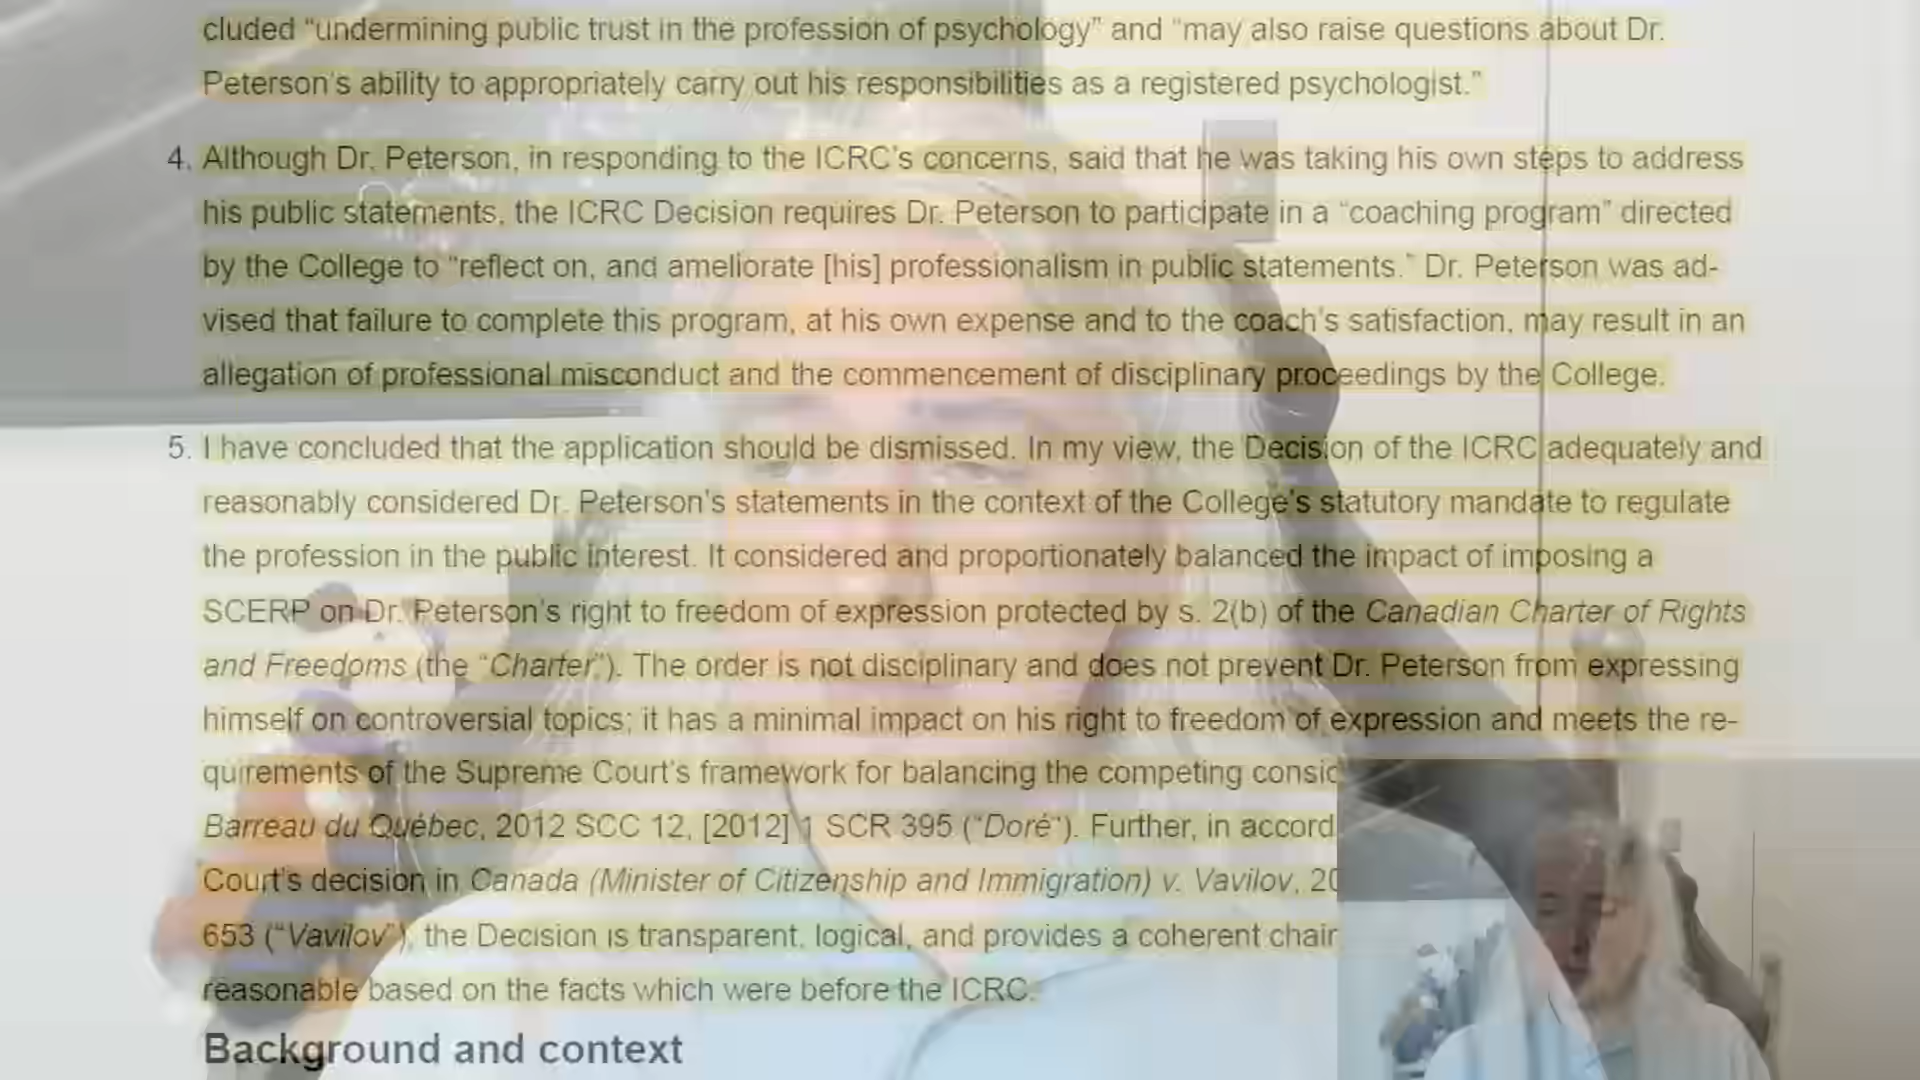 cluded “undermining public trust in the profession of psychology” and “may also raise questions about Dr.
Peterson’s ability to appropriately carry out his responsibilities as a registered psychologist.”
4. Although Dr. Peterson, in responding to the ICRC’s concerns, said that he was taking his own steps to address
his public statements, the ICRC Decision requires Dr. Peterson to participate in a “coaching program” directed
by the College to “reflect on, and ameliorate [his] professionalism in public statements.” Dr. Peterson was ad-
vised that failure to complete this program, at his own expense and to the coach’s satisfaction, may result in an
allegation of professional misconduct and the commencement of disciplinary proceedings by the College.
5. I have concluded that the application should be dismissed. In my view, the Decision of the ICRC adequately and
reasonably considered Dr. Peterson’s statements in the context of the College’s statutory mandate to regulate
the profession in the public interest. It considered and proportionately balanced the impact of imposing a
SCERP on Dr. Peterson’s right to freedom of expression protected by s. 2(b) of the Canadian Charter of Rights
and Freedoms (the “Charter”). The order is not disciplinary and does not prevent Dr. Peterson from expressing
himself on controversial topics; it has a minimal impact on his right to freedom of expression and meets the re-
quirements of the Supreme Court’s framework for balancing the competing
Barreau du Québec, 2012 SCC 12, [2012] 1 SCR 395 (“Doré”). Further, in
Court’s decision in Canada (Minister of Citizenship and Immigration) v. Vavilov,
653 (“Vavilov”), the Decision is transparent, logical, and provides a coherent
reasonable based on the facts which were before the ICRC.
Background and context